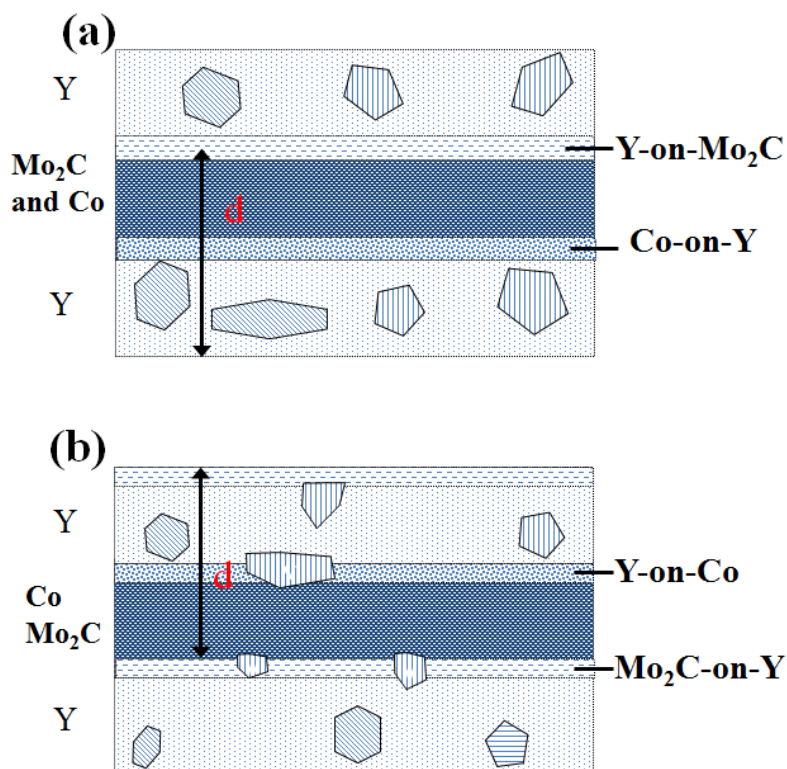 (a)
Y
Y-on-Mo₂C
Mo₂C
and Co
d
Co-on-Y
Y
(b)
Y
d
Y-on-Co
Co
Mo₂C
Mo₂C-on-Y
Y